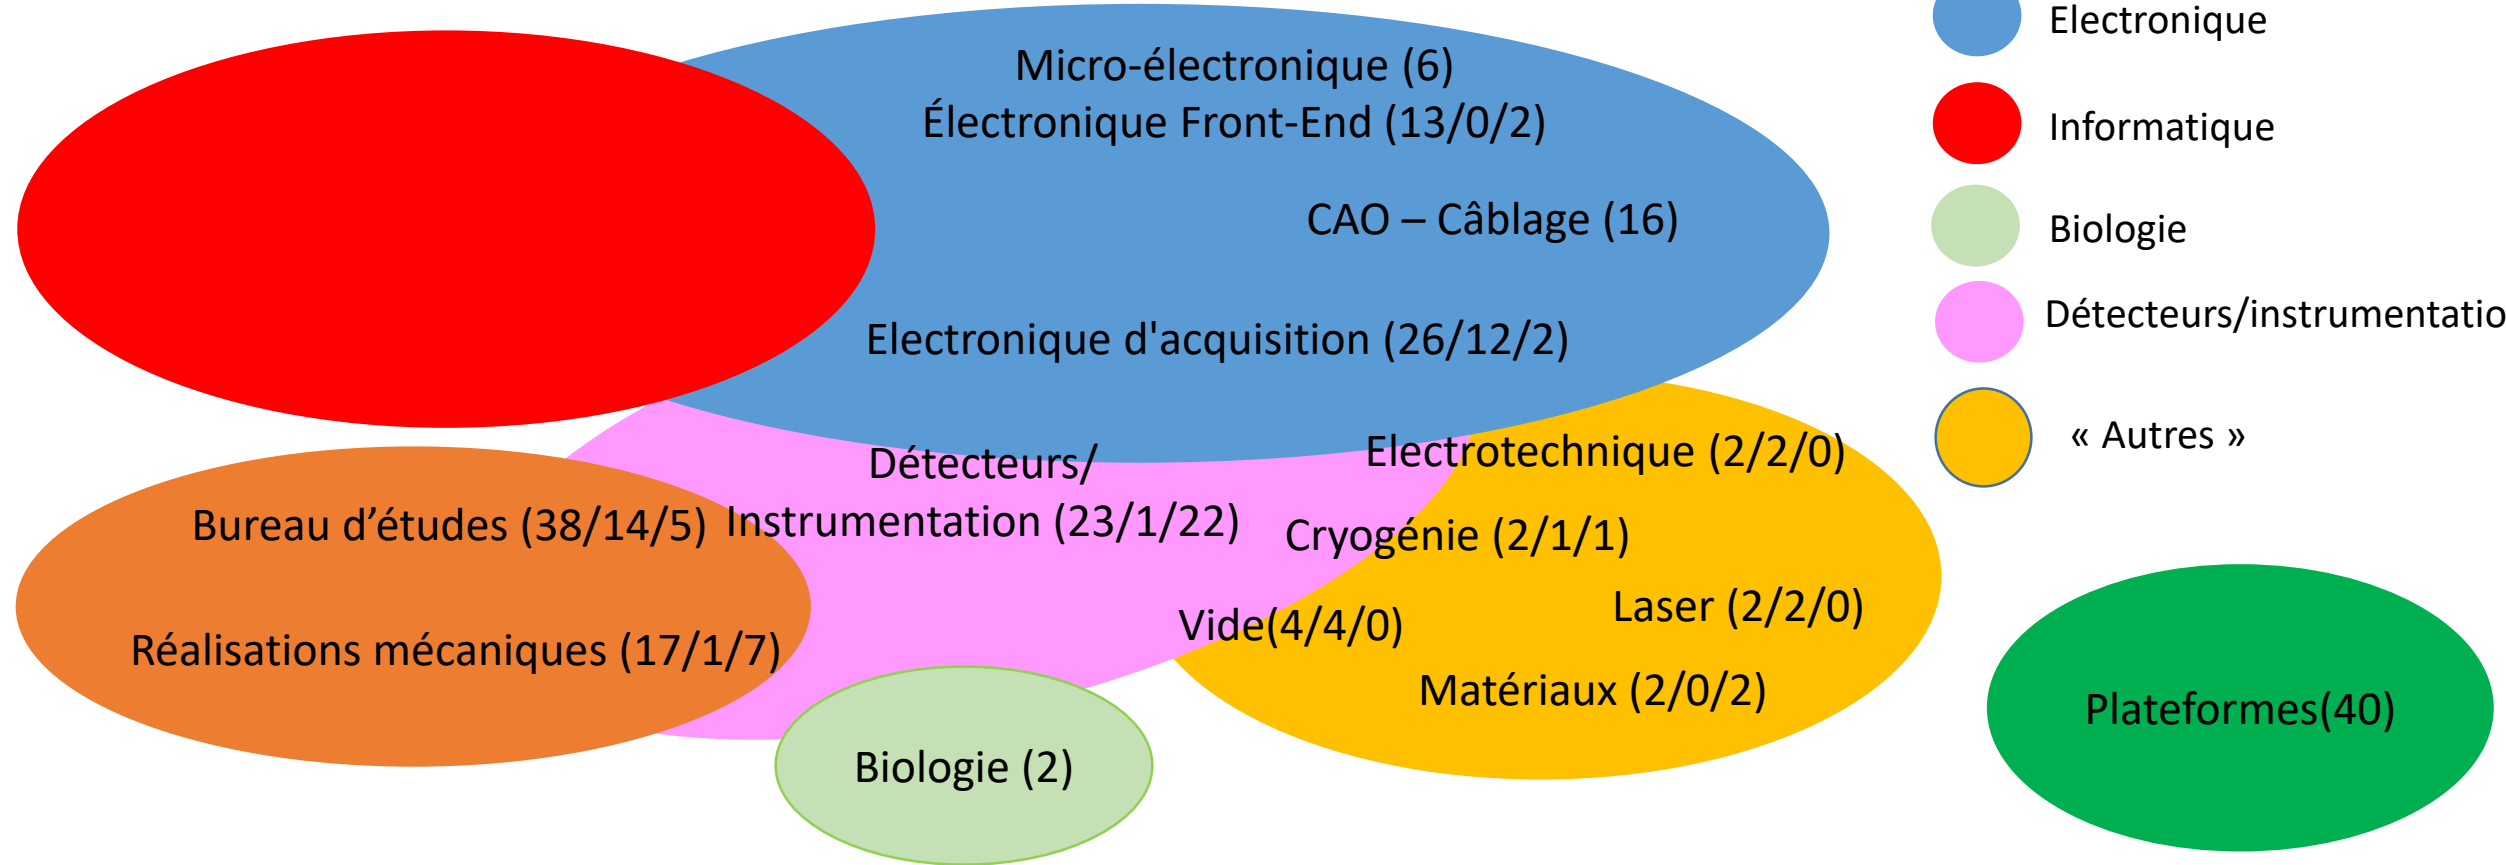 Micro-électronique (6)
Électronique Front-End (13/0/2)
CAO – Câblage (16)
Electronique d'acquisition (26/12/2)
Détecteurs/
Instrumentation (23/1/22)
Bureau d’études (38/14/5)
Réalisations mécaniques (17/1/7)
Electrotechnique (2/2/0)
Cryogénie (2/1/1)
Vide(4/4/0)
Laser (2/2/0)
Matériaux (2/0/2)
Biologie (2)
Plateformes(40)
Electronique
Informatique
Biologie
Détecteurs/instrumentatio
« Autres »